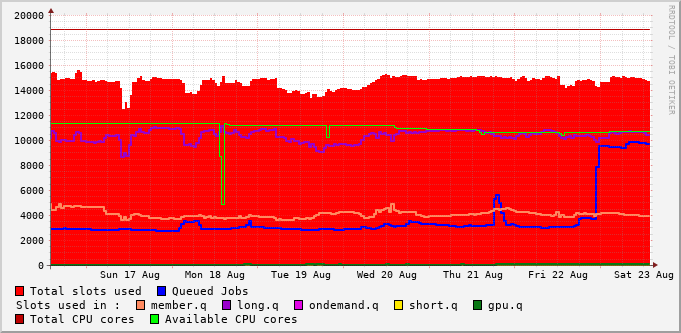 20000
18000
16000
14000
12000
10000
8000
6000
4000
2000
0
Sun 17 Aug Mon 18 Aug Tue 19 Aug Wed 20 Aug Thu 21 Aug Fri 22 Aug Sat 23 Aug
Total slots used Queued Jobs
Slots used in : member.q long.q ondemand.q short.q gpu.q
Total CPU cores Available CPU cores
RRDTOOL / TOBI OETIKER